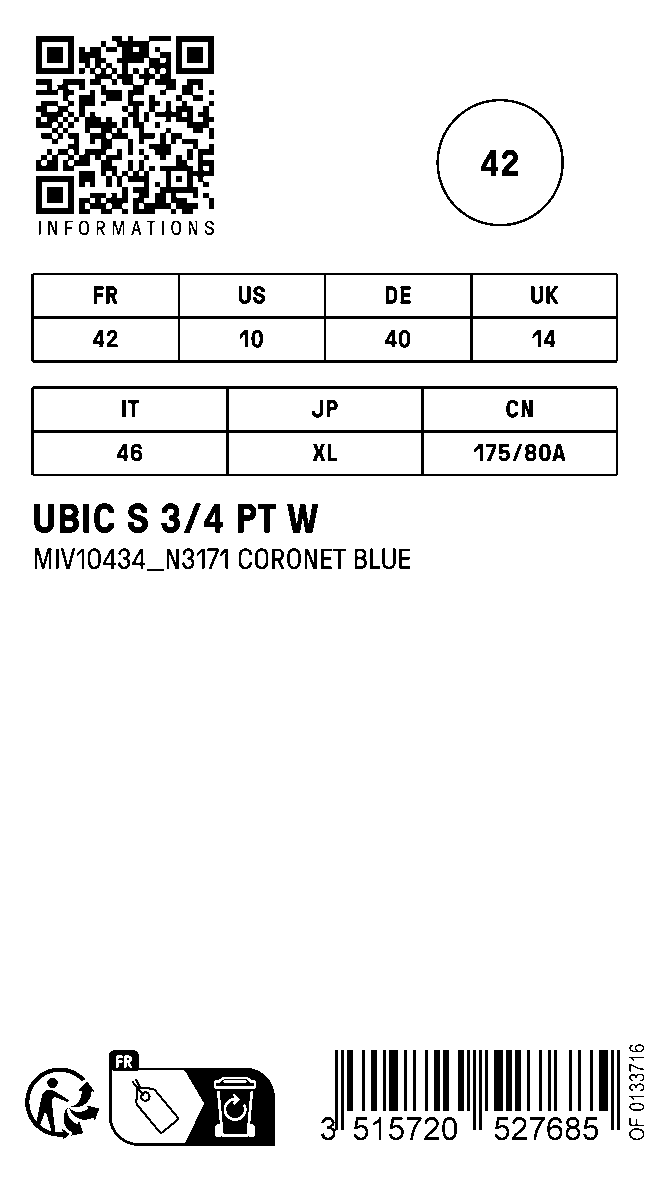 INFORMATIONS
42
FR US DE UK
42 10 40 14
IT JP CN
46 XL 175/80A
UBIC S 3/4 PT W
MIV10434_N3171 CORONET BLUE
FR
3 515720 527685
OF 0133716